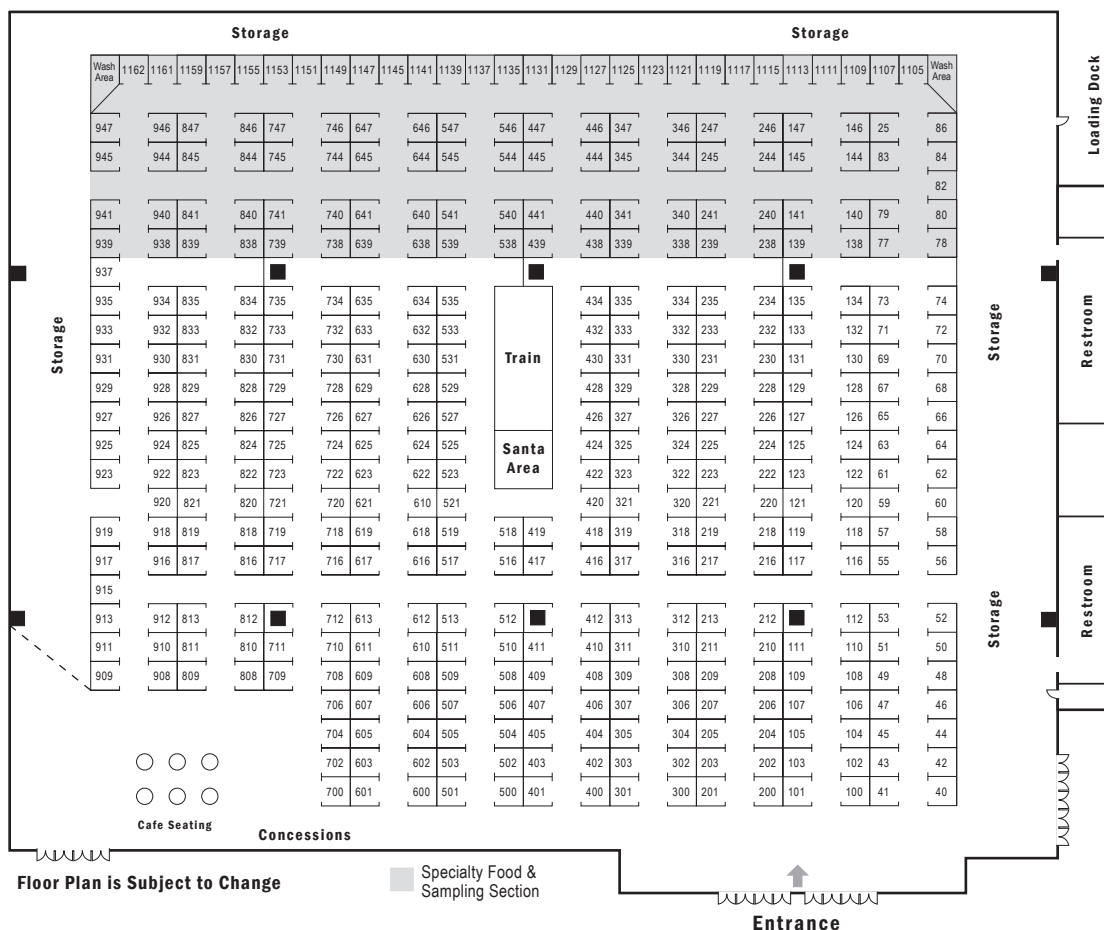 Storage Storage
Wash Area 1162 1161 1159 1157 1155 1153 1151 1149 1147 1145 1141 1139 1137 1135 1131 1129 1127 1125 1123 1121 1119 1117 1115 1113 1111 1109 1107 1105 Wash Area
Loading Dock
947 946 847 846 747 746 647 646 547 546 447 446 347 346 247 246 147 146 25 86
945 944 845 844 745 744 645 644 545 544 445 444 345 344 245 244 145 144 83 84
82
941 940 841 840 741 740 641 640 541 540 441 440 341 340 241 240 141 140 79 80
939 938 839 838 739 738 639 638 539 538 439 438 339 338 239 238 139 138 77 78
937
935 934 835 834 735 734 635 634 535 434 335 334 235 234 135 134 73 74
933 932 833 832 733 732 633 632 533 432 333 332 233 232 133 132 71 72
Storage
931 930 831 830 731 730 631 630 531 Train 430 331 330 231 230 131 130 69 70
Storage
Restroom
929 928 829 828 729 728 629 628 529 428 329 328 229 228 129 128 67 68
927 926 827 826 727 726 627 626 527 426 327 326 227 226 127 126 65 66
925 924 825 824 725 724 625 624 525 Santa 424 325 324 225 224 125 124 63 64
923 922 823 822 723 722 623 622 523 Area 422 323 322 223 222 123 122 61 62
920 821 820 721 720 621 610 521 420 321 320 221 220 121 120 59 60
919 918 819 818 719 718 619 618 519 518 419 418 319 318 219 218 119 118 57 58
917 916 817 816 717 716 617 616 517 516 417 416 317 316 217 216 117 116 55 56
915
913 912 813 812 712 613 612 513 512 412 313 312 213 212 112 53 52
Storage
Restroom
911 910 811 810 711 710 611 610 511 510 411 410 311 310 211 210 111 110 51 50
909 908 809 808 709 708 609 608 509 508 409 408 309 308 209 208 109 108 49 48
706 607 606 507 506 407 406 307 306 207 206 107 106 47 46
704 605 604 505 504 405 404 305 304 205 204 105 104 45 44
702 603 602 503 502 403 402 303 302 203 202 103 102 43 42
700 601 600 501 500 401 400 301 300 201 200 101 100 41 40
Cafe Seating
Concessions
Floor Plan is Subject to Change
Specialty Food &
Sampling Section
Entrance